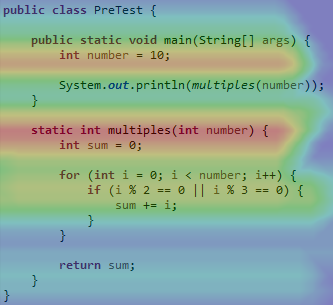 public class PreTest {
public static void main(String[] args) {
int number = 10;
System.out.println(multiples(number));
}
static int multiples(int number) {
int sum = 0;
for (int i = 0; i < number; i++) {
if (i % 2 == 0 || i % 3 == 0) {
sum += i;
}
}
return sum;
}
}